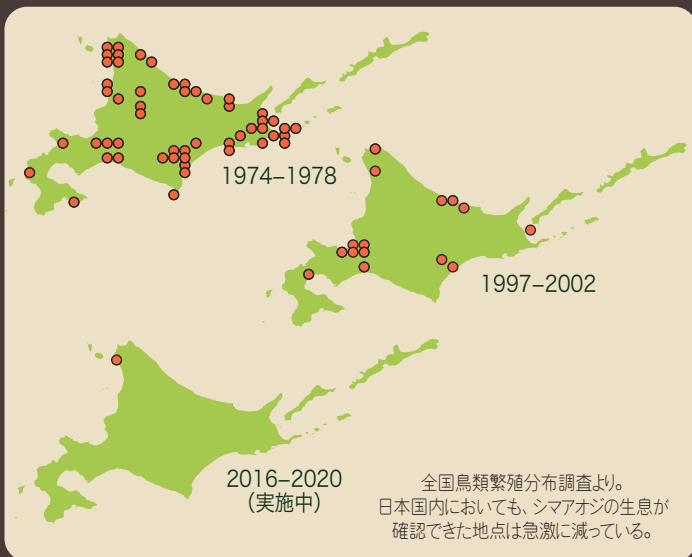 1974–1978
1997–2002
2016–2020
(実施中)
全国鳥類繁殖分布調査より。
日本国内においても、シマアオジの生息が
確認できた地点は急激に減っている。